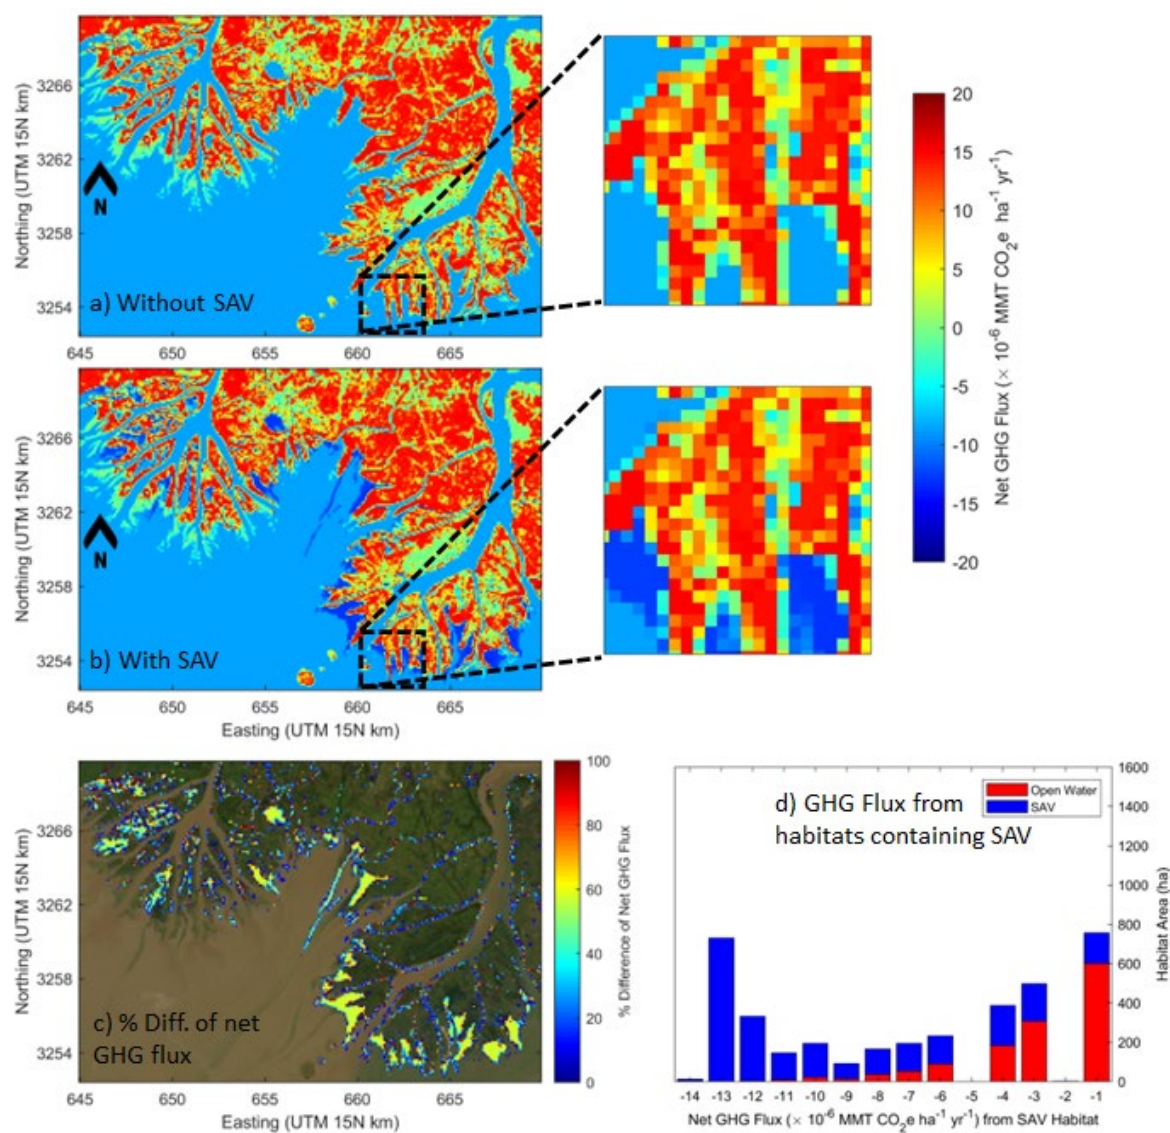 3266
3262
3258
3254
Northing (UTM 15N km)
N
a) Without SAV
645
650
655
660
665
20
15
10
5
0
-5
-10
-15
-20
Net GHG Flux (× 10-6 MMT CO2e ha-1 yr-1)
3266
3262
3258
3254
Northing (UTM 15N km)
N
b) With SAV
645
650
655
660
665
Easting (UTM 15N km)
3266
3262
3258
3254
Northing (UTM 15N km)
c) % Diff. of net
GHG flux
645
650
655
660
665
Easting (UTM 15N km)
100
80
60
40
20
0
% Difference of Net GHG Flux
d) GHG Flux from
habitats containing SAV
Open Water
SAV
1600
1400
1200
1000
800
600
400
200
0
Habitat Area (ha)
-14 -13 -12 -11 -10 -9 -8 -7 -6 -5 -4 -3 -2 -1
Net GHG Flux (× 10-6 MMT CO2e ha-1 yr-1) from SAV Habitat